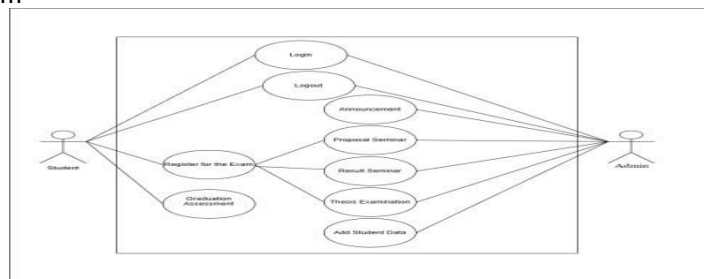 Login
Logout
Announcement
Proposal Seminar
Register for the Exam
Result Seminar
Student
Admin
Graduation
Assessment
Thesis Examination
Add Student Data